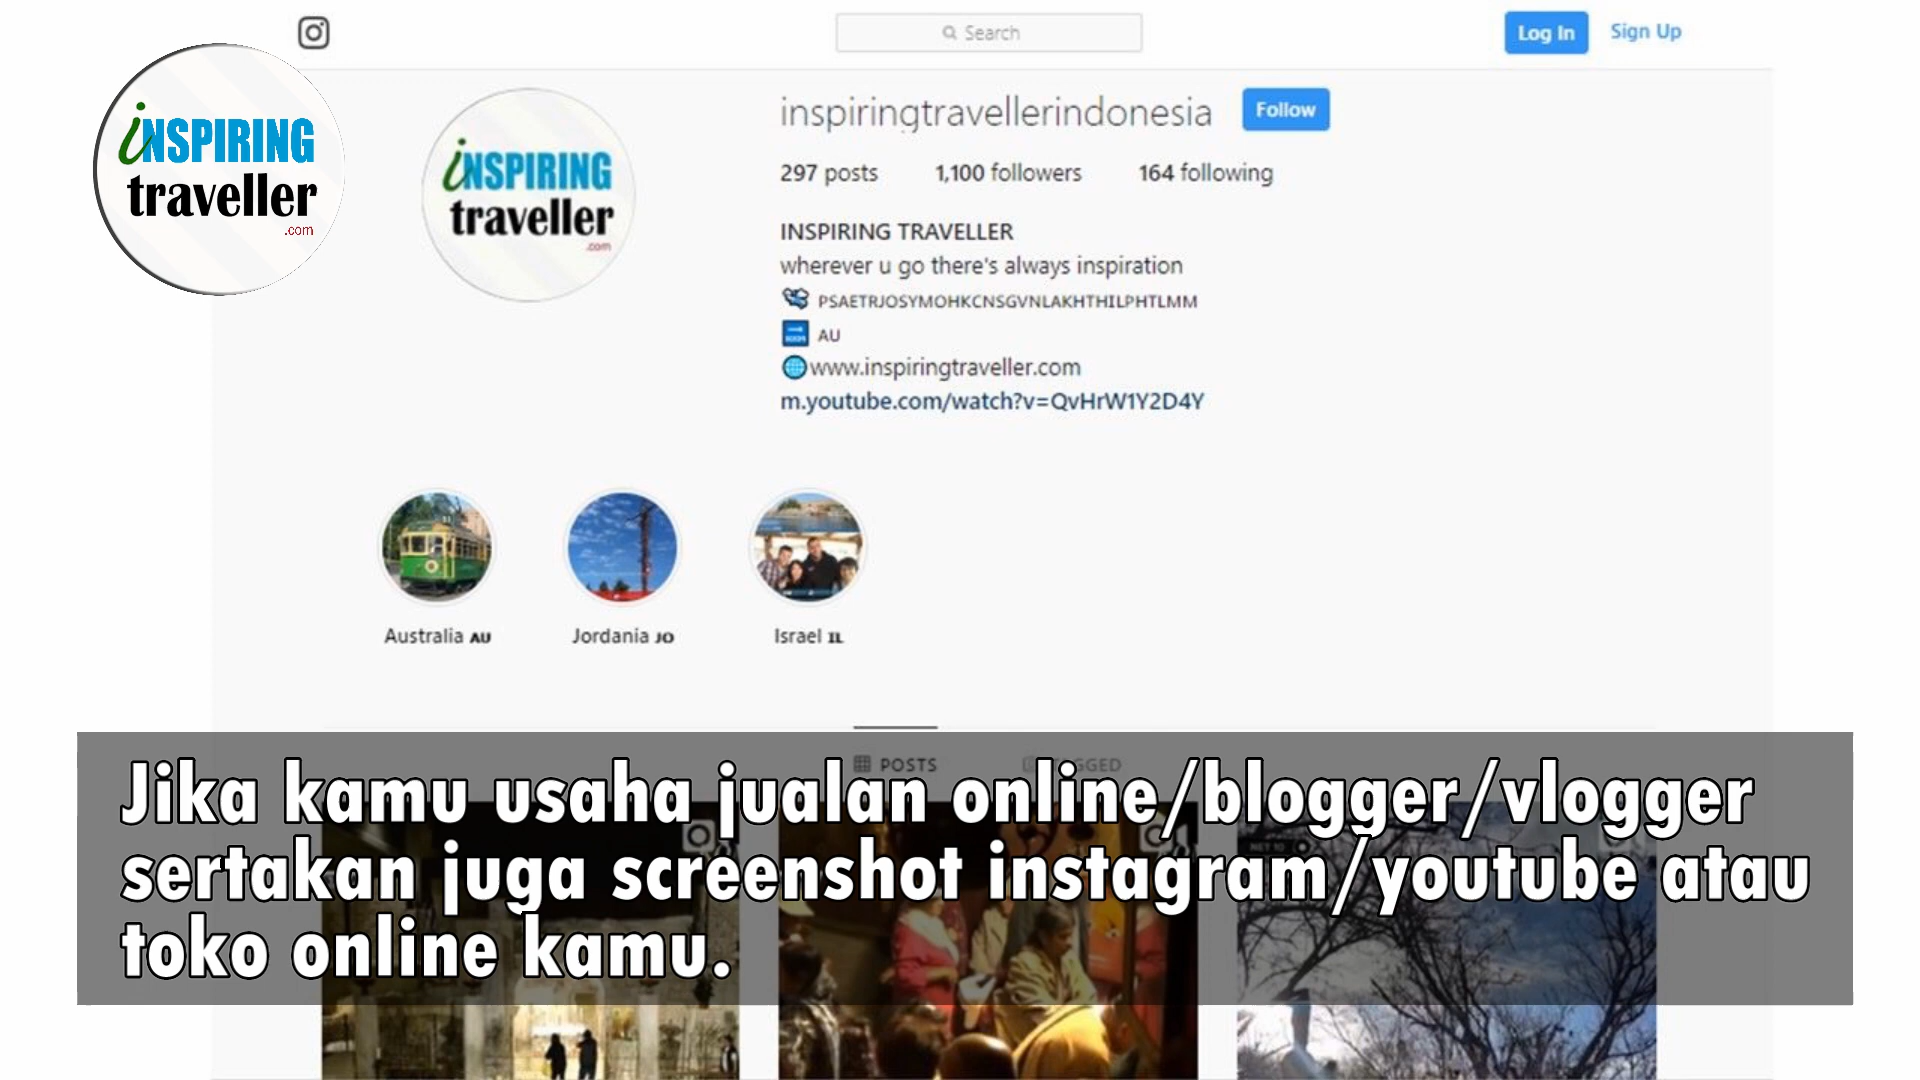 Search
Log In
Sign Up
iNSPIRING
traveller
.com
iNSPIRING
traveller
.com
inspiringtravellerindonesia
Follow
297 posts 1,100 followers 164 following
INSPIRING TRAVELLER
wherever u go there's always inspiration
PSAETRJOSYMOHKCNSGVNLAKHTHILPHTLMM
AU
www.inspiringtraveller.com
m.youtube.com/watch?v=QvHrW1Y2D4Y
Australia AU
Jordania JO
Israel IL
POSTS
Jika kamu usaha jualan online/blogger/vlogger
sertakan juga screenshot instagram/youtube atau
toko online kamu.